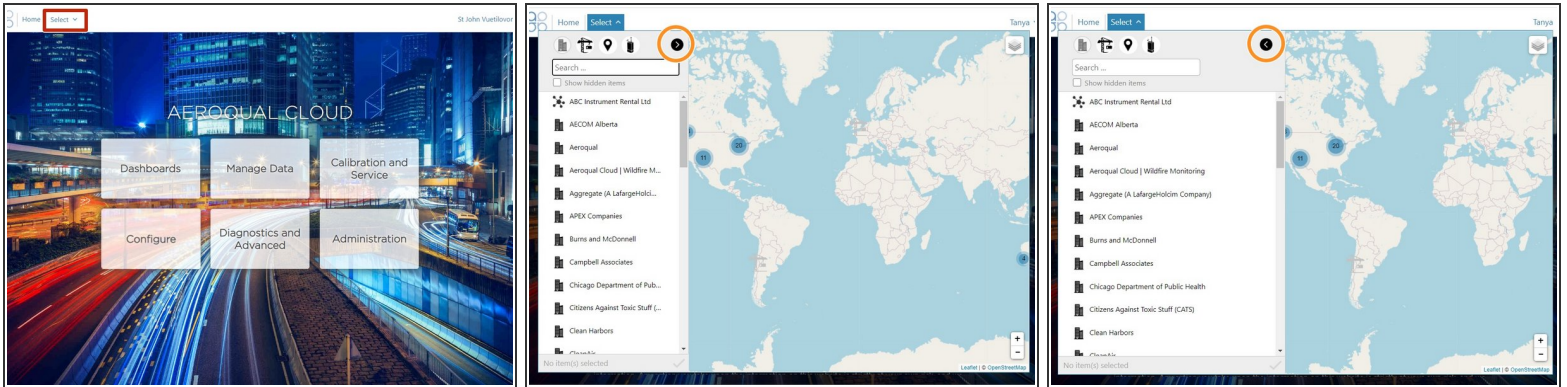 Home Select
St John Vuetilovor
AEROQUAL CLOUD
Dashboards
Manage Data
Calibration and
Service
Configure
Diagnostics and
Advanced
Administration
Home Select
Tanya
Search ...
Show hidden items
ABC Instrument Rental Ltd
AECOM Alberta
Aeroqual
Aeroqual Cloud | Wildfire M...
Aggregate (A LafargeHolci...
APEX Companies
Burns and McDonnell
Campbell Associates
Chicago Department of Pub...
Citizens Against Toxic Stuff (...
Clean Harbors
CleanAir
No item(s) selected
11
20
4
+
−
Leaflet | © OpenStreetMap
Home Select
Tanya
Search ...
Show hidden items
ABC Instrument Rental Ltd
AECOM Alberta
Aeroqual
Aeroqual Cloud | Wildfire Monitoring
Aggregate (A LafargeHolcim Company)
APEX Companies
Burns and McDonnell
Campbell Associates
Chicago Department of Public Health
Citizens Against Toxic Stuff (CATS)
Clean Harbors
CleanAir
No item(s) selected
11
20
+
−
Leaflet | © OpenStreetMap